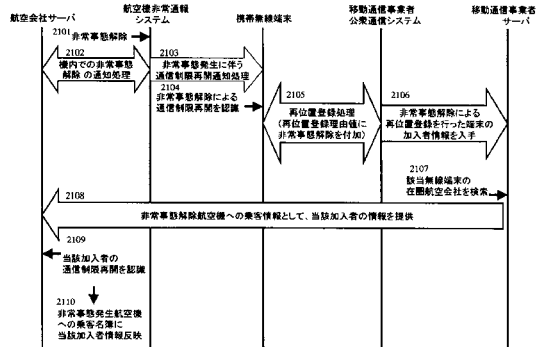 航空会社サーバ
航空機非常通報
システム
携帯無線端末
移動通信事業者
公衆通信システム
移動通信事業者
サーバ
2101
非常事態解除
2102
機内での非常事態
解除の通知処理
2103
非常事態発生に伴う
通信制限再開通知処理
2104
非常事態解除による
通信制限再開を認識
2105
再位置登録処理
(再位置登録理由値に
非常事態解除を付加)
2106
非常事態解除による
再位置登録を行った端末の
加入者情報を入手
2107
該当無線端末の
在圏航空会社を検索
2108
非常事態解除航空機への乗客情報として、当該加入者の情報を提供
2109
当該加入者の
通信制限再開を認識
2110
非常事態発生航空機
への乗客名簿に
当該加入者情報反映